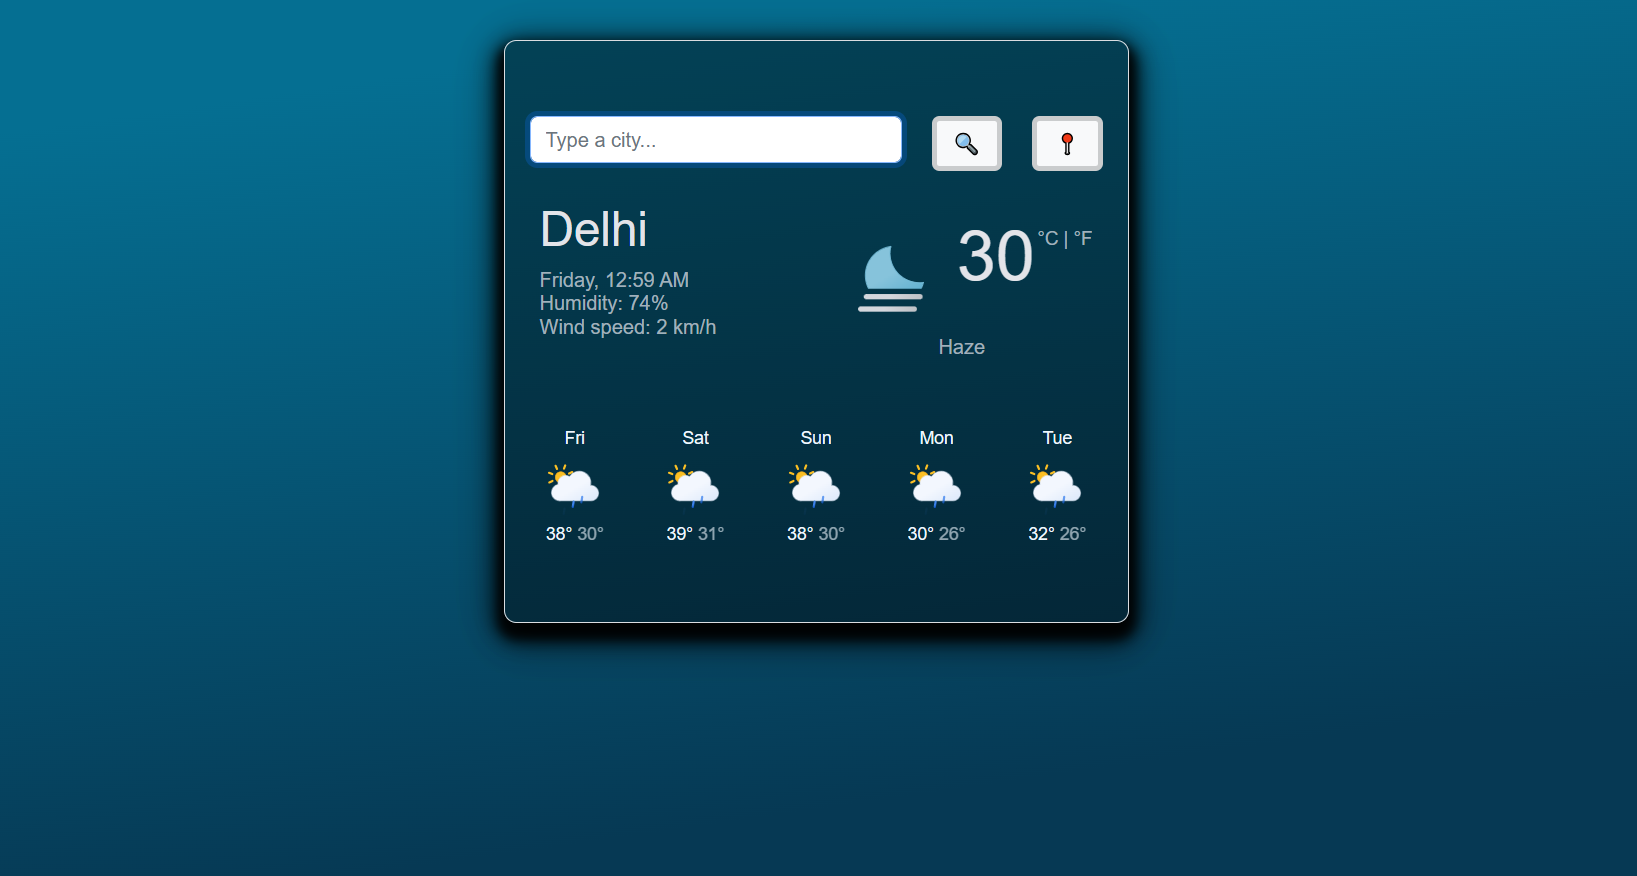 Type a city...
Delhi
Friday, 12:59 AM
Humidity: 74%
Wind speed: 2 km/h
30 °C | °F
Haze
Fri Sat Sun Mon Tue
38° 30° 39° 31° 38° 30° 30° 26° 32° 26°